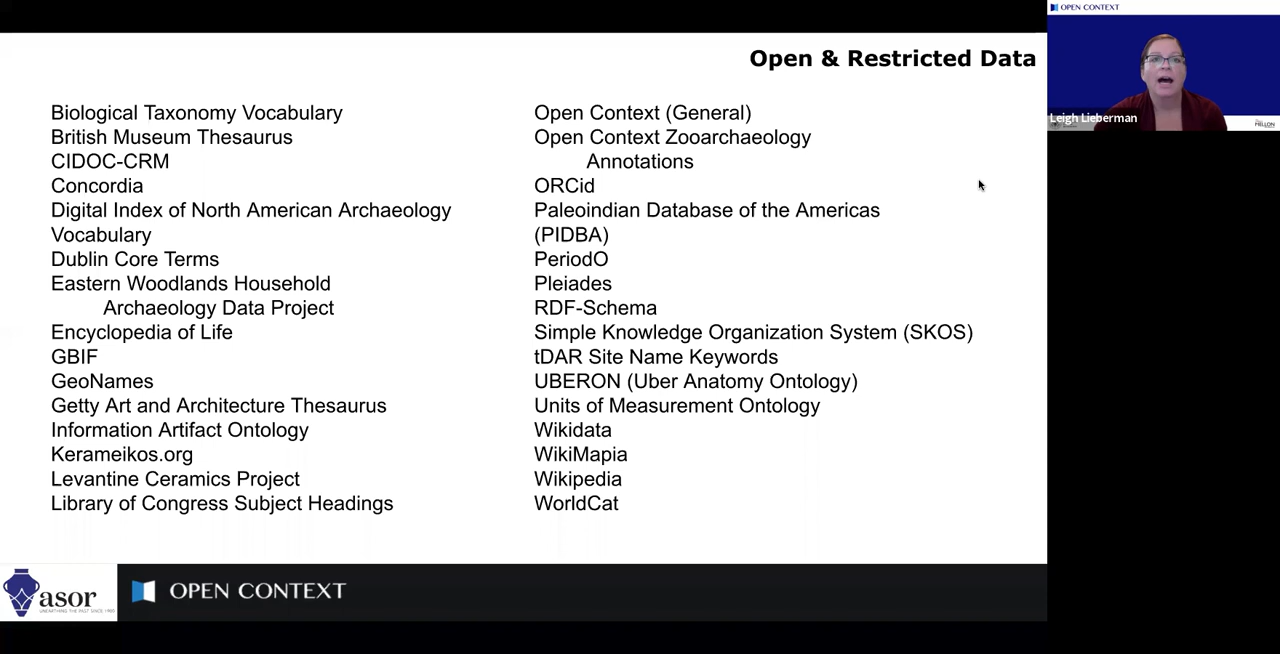 Open & Restricted Data
Biological Taxonomy Vocabulary
British Museum Thesaurus
CIDOC-CRM
Concordia
Digital Index of North American Archaeology
Vocabulary
Dublin Core Terms
Eastern Woodlands Household
Archaeology Data Project
Encyclopedia of Life
GBIF
GeoNames
Getty Art and Architecture Thesaurus
Information Artifact Ontology
Kerameikos.org
Levantine Ceramics Project
Library of Congress Subject Headings
Open Context (General)
Open Context Zooarchaeology
Annotations
ORCid
Paleoindian Database of the Americas
(PIDBA)
PeriodO
Pleiades
RDF-Schema
Simple Knowledge Organization System (SKOS)
tDAR Site Name Keywords
UBERON (Uber Anatomy Ontology)
Units of Measurement Ontology
Wikidata
WikiMapia
Wikipedia
WorldCat
asor
UNEARTHING THE PAST SINCE 1900
OPEN CONTEXT
OPEN CONTEXT
Leigh Lieberman
MELLON